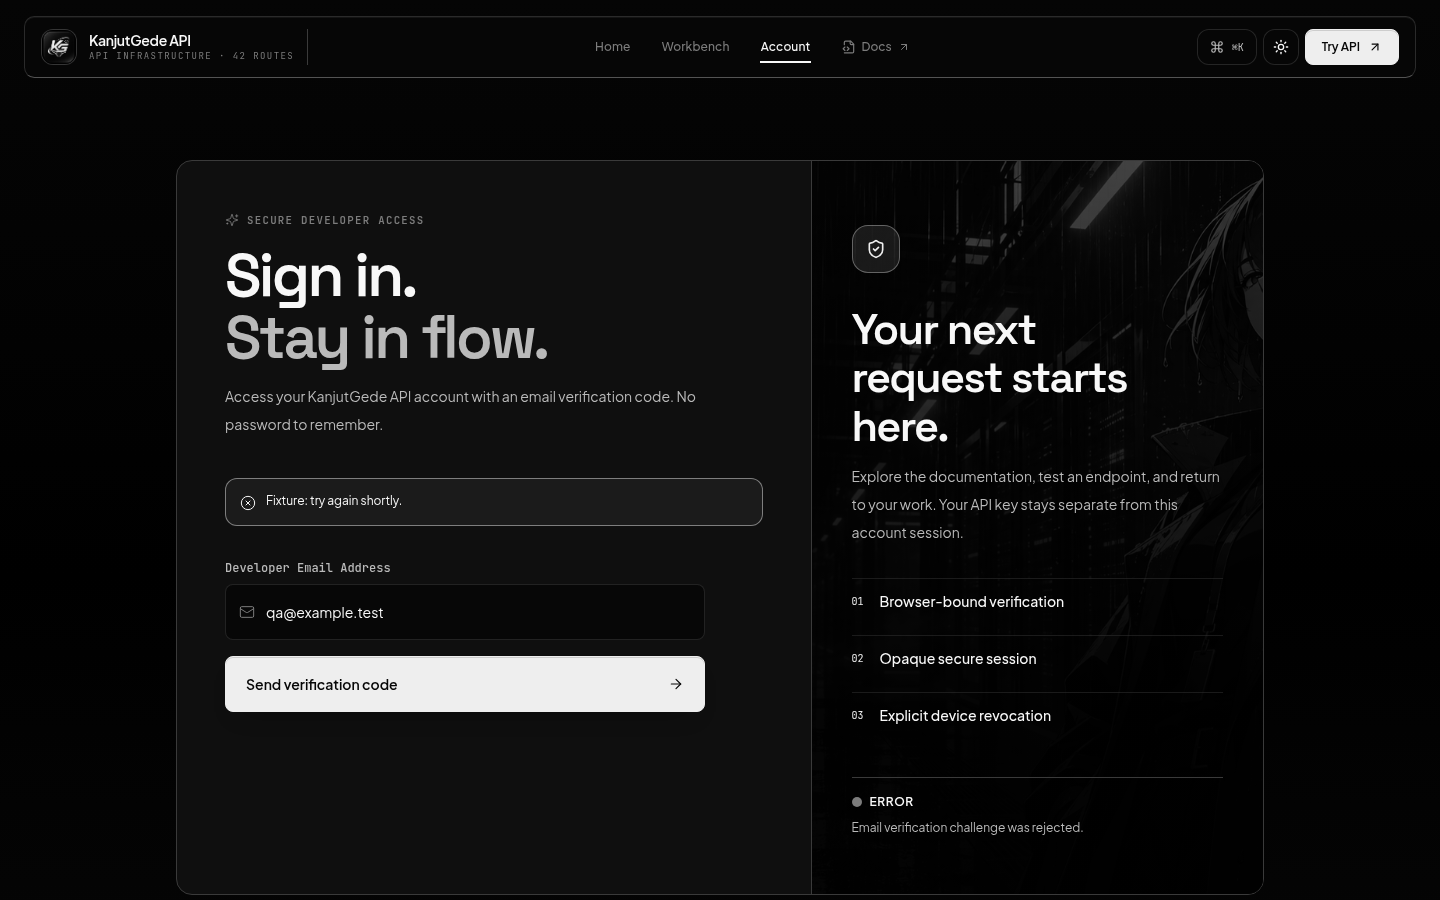 KanjutGede API
API INFRASTRUCTURE · 42 ROUTES
Home
Workbench
Account
Docs
⌘K
Try API
SECURE DEVELOPER ACCESS
Sign in.
Stay in flow.
Access your KanjutGede API account with an email verification code. No
password to remember.
Fixture: try again shortly.
Developer Email Address
qa@example.test
Send verification code
Your next
request starts
here.
Explore the documentation, test an endpoint, and return
to your work. Your API key stays separate from this
account session.
01 Browser-bound verification
02 Opaque secure session
03 Explicit device revocation
ERROR
Email verification challenge was rejected.